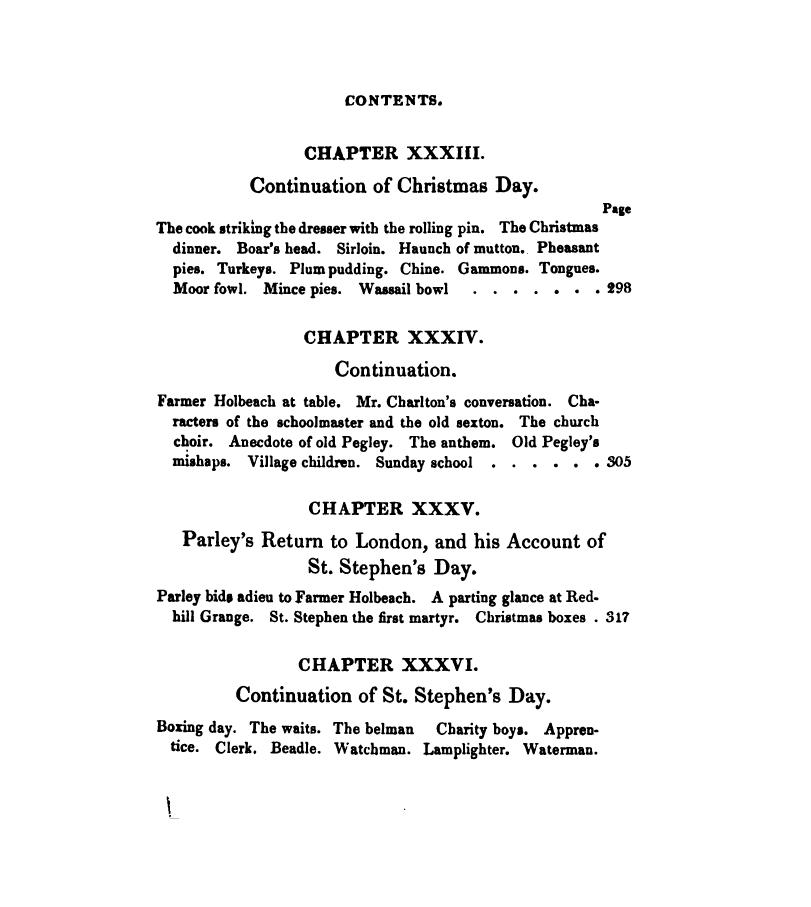 CONTENTS.
CHAPTER XXXIII.
Continuation of Christmas Day.
Page
The cook striking the dresser with the rolling pin. The Christmas
dinner. Boar's head. Sirloin. Haunch of mutton. Pheasant
pies. Turkeys. Plum pudding. Chine. Gammons. Tongues.
Moor fowl. Mince pies. Wassail bowl . . . . . . . 298
CHAPTER XXXIV.
Continuation.
Farmer Holbeach at table. Mr. Charlton's conversation. Cha-
racters of the schoolmaster and the old sexton. The church
choir. Anecdote of old Pegley. The anthem. Old Pegley's
mishaps. Village children. Sunday school . . . . . . 305
CHAPTER XXXV.
Parley's Return to London, and his Account of
St. Stephen's Day.
Parley bids adieu to Farmer Holbeach. A parting glance at Red-
hill Grange. St. Stephen the first martyr. Christmas boxes . 317
CHAPTER XXXVI.
Continuation of St. Stephen's Day.
Boxing day. The waits. The belman Charity boys. Appren-
tice. Clerk. Beadle. Watchman. Lamplighter. Waterman.